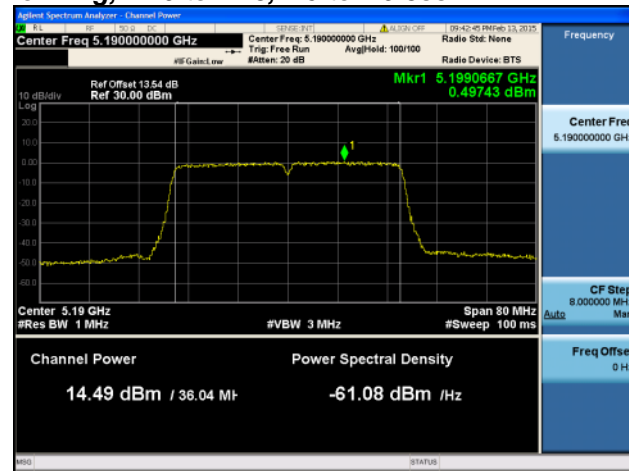 Agilent Spectrum Analyzer - Channel Power
RL RF 50 Ω DC SENSE:INT ALIGN OFF 09:42:45 PM Feb 13, 2015
Center Freq 5.190000000 GHz
Center Freq: 5.190000000 GHz
Radio Std: None
Trig: Free Run Avg|Hold: 100/100
#IFGain:Low #Atten: 20 dB Radio Device: BTS
Frequency
Ref Offset 13.54 dB
10 dB/div Ref 30.00 dBm
Mkr1 5.1990667 GHz
0.49743 dBm
Log
20.0
10.0
0.00
-10.0
-20.0
-30.0
-40.0
-50.0
-60.0
1
Center Fre
5.190000000 GH
Center 5.19 GHz Span 80 MHz
#Res BW 1 MHz #VBW 3 MHz #Sweep 100 ms
CF Step
8.000000 MH
Auto Ma
Channel Power Power Spectral Density
14.49 dBm / 36.04 MH -61.08 dBm /Hz
Freq Offse
0 H
MSG STATUS